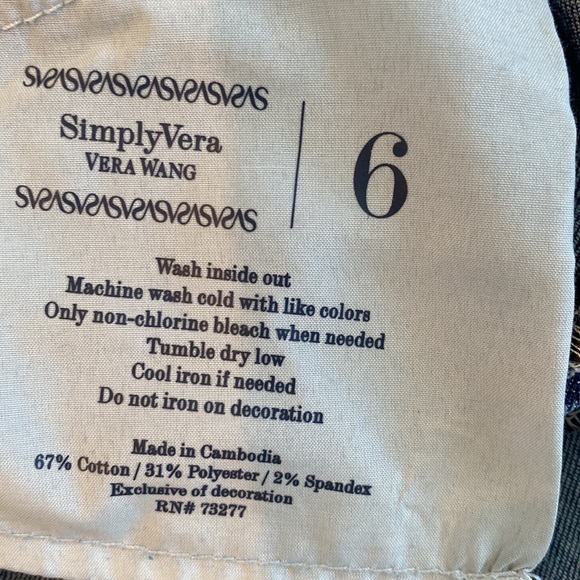 SVSVSVSVSVSVS
SimplyVera
VERA WANG
6
Wash inside out
Machine wash cold with like colors
Only non-chlorine bleach when needed
Tumble dry low
Cool iron if needed
Do not iron on decoration
Made in Cambodia
67% Cotton / 31% Polyester / 2% Spandex
Exclusive of decoration
RN# 73277